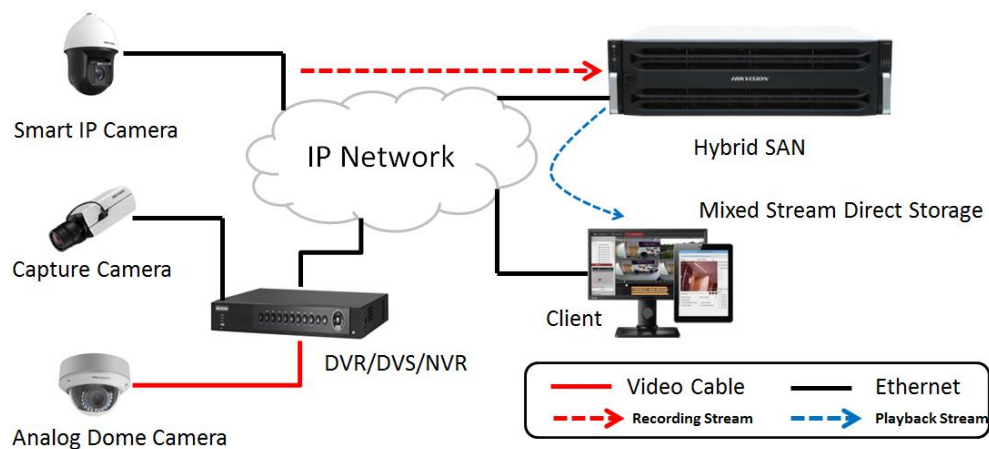 Smart IP Camera
HIKVISION
Hybrid SAN
IP Network
Mixed Stream Direct Storage
Capture Camera
Client
DVR/DVS/NVR
Analog Dome Camera
Video Cable
Ethernet
Recording Stream
Playback Stream